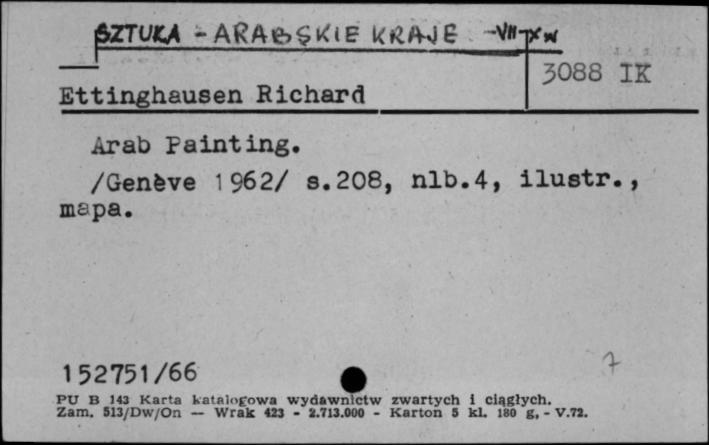 SZTUKA - ARABSKIE KRAJE -VII-X w
3088 IK
Ettinghausen Richard
Arab Painting.
/Genève 1962/ s.208, nlb.4, ilustr.,
mapa.
152751/66
7
PU B 143 Karta katalogowa wydawnictw zwartych i ciągłych.
Zam. 513/Dw/On — Wrak 423 - 2.713.000 - Karton 5 kl. 180 g, - V.72.